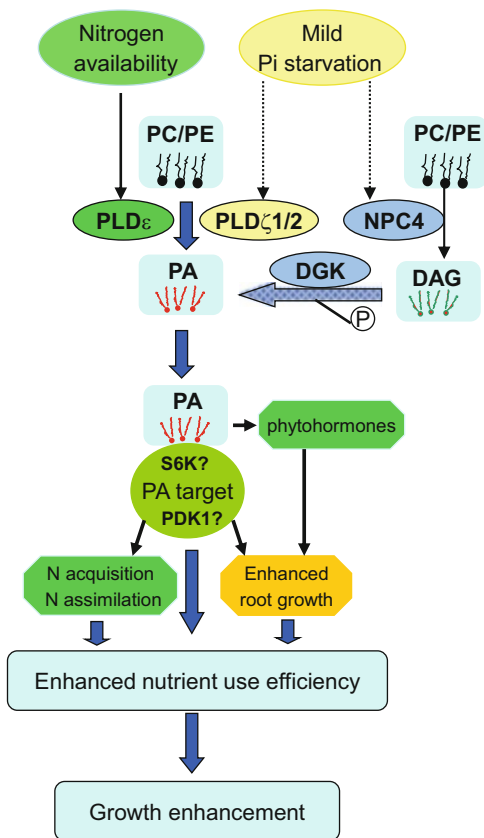 Nitrogen
availability
Mild
Pi starvation
PC/PE
PC/PE
PLDε
PLDζ1/2
NPC4
PA
DGK
DAG
P
PA
phytohormones
S6K?
PA target
PDK1?
N acquisition
N assimilation
Enhanced
root growth
Enhanced nutrient use efficiency
Growth enhancement